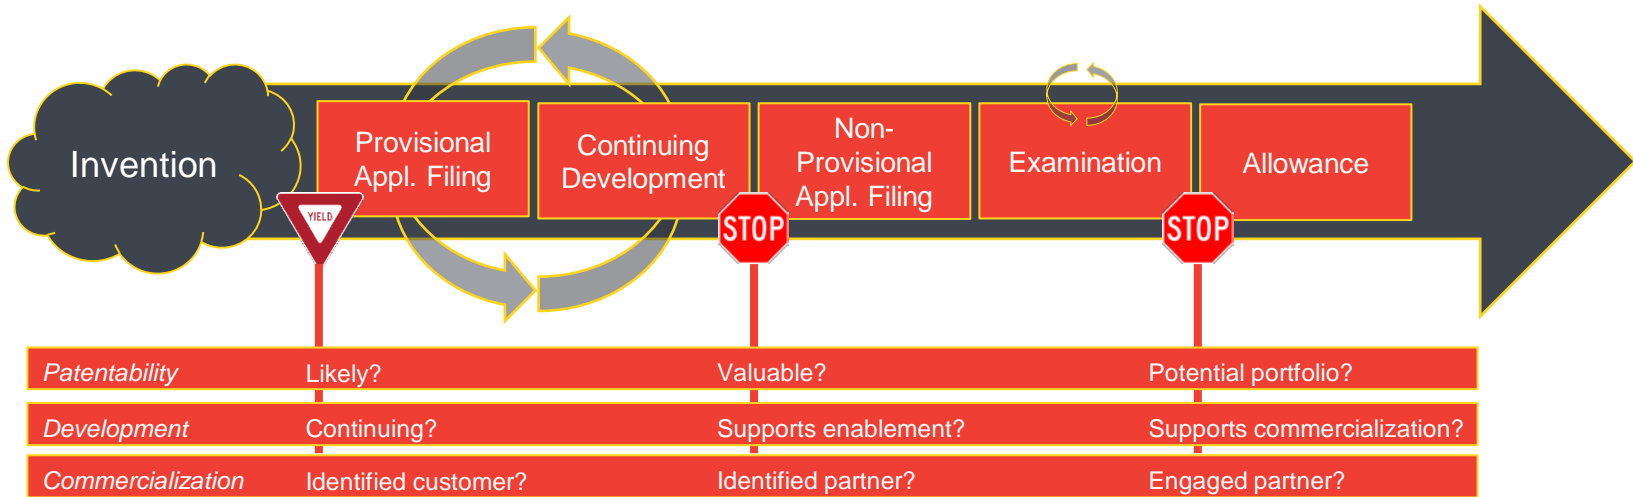 Invention
Provisional
Appl. Filing
Continuing
Development
Non-
Provisional
Appl. Filing
Examination
Allowance
YIELD
STOP
STOP
Patentability Likely? Valuable? Potential portfolio?
Development Continuing? Supports enablement? Supports commercialization?
Commercialization Identified customer? Identified partner? Engaged partner?